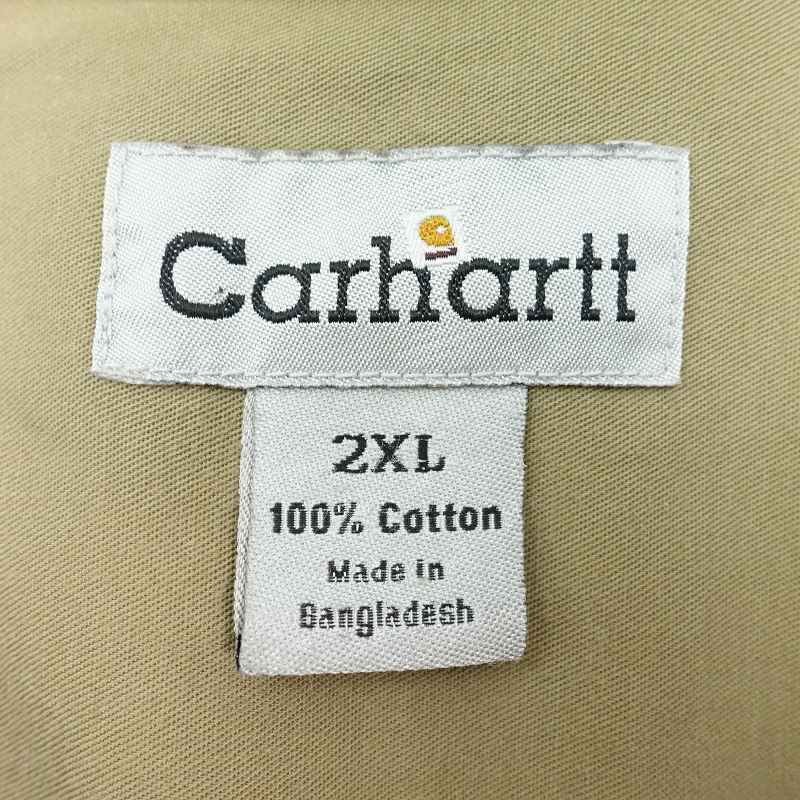 Carhartt
2XL
100% Cotton
Made in
Bangladesh